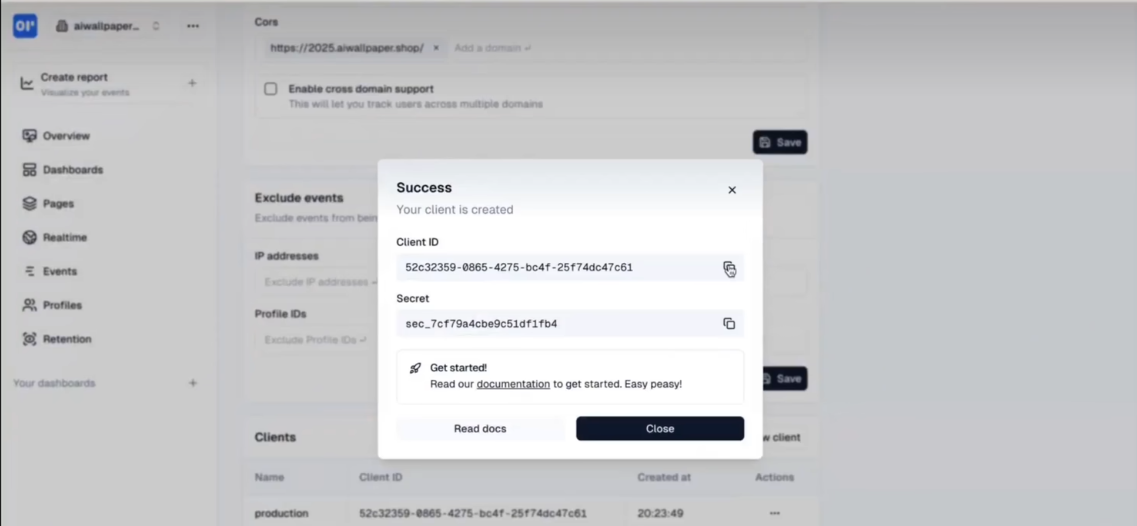 aiwallpaper...
Create report
Visualize your events
Overview
Dashboards
Pages
Realtime
Events
Profiles
Retention
Your dashboards
Cors
https://2025.aiwallpaper.shop/ × Add a domain ↵
Enable cross domain support
This will let you track users across multiple domains
Save
Exclude events
Exclude events from bein
IP addresses
Exclude IP addresses ↵
Profile IDs
Exclude Profile IDs ↵
Save
Success
Your client is created
Client ID
52c32359-0865-4275-bc4f-25f74dc47c61
Secret
sec_7cf79a4cbe9c51df1fb4
Get started!
Read our documentation to get started. Easy peasy!
Read docs
Close
Clients
w client
Name Client ID Created at Actions
production 52c32359-0865-4275-bc4f-25f74dc47c61 20:23:49